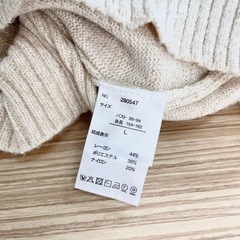 NO. 280547
サイズ
バスト 86-94
身長 154-162
L
組成表示
レーヨン 44%
ポリエステル 36%
ナイロン 20%